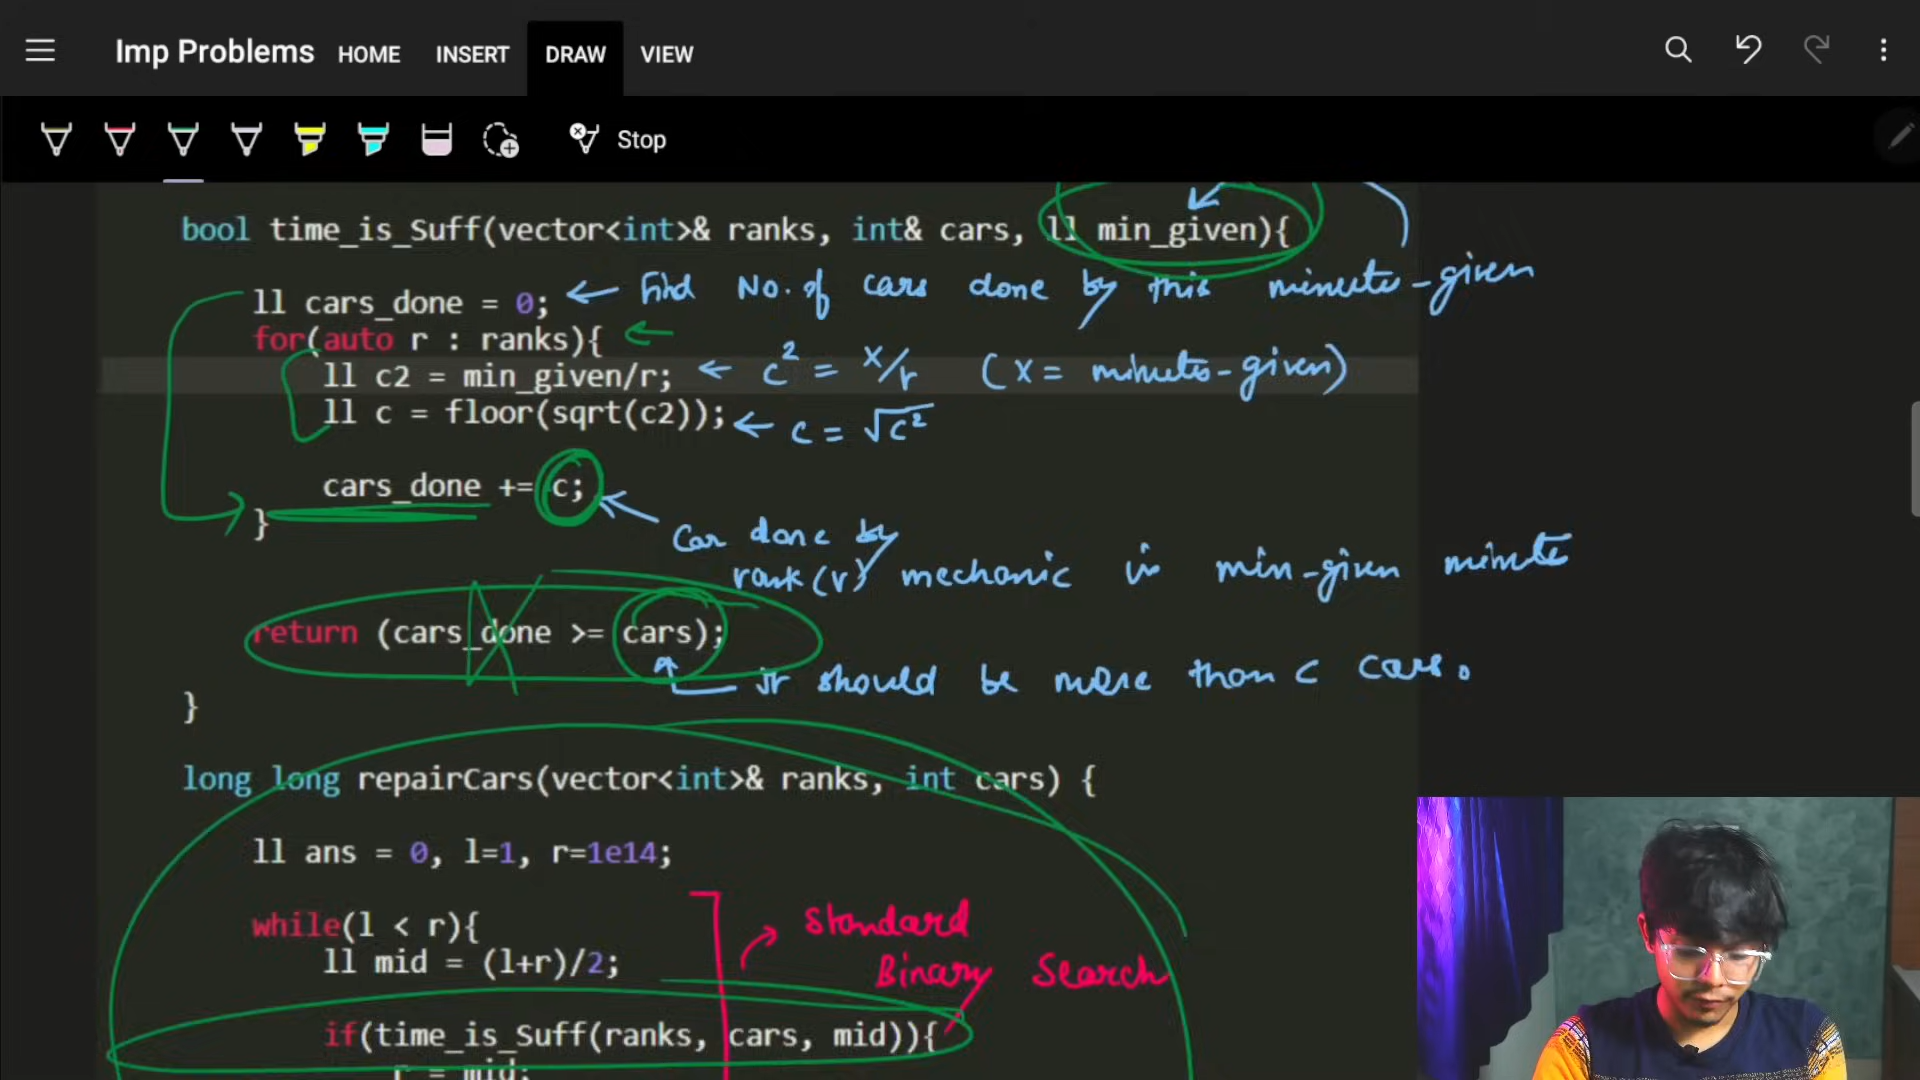 Imp Problems HOME INSERT DRAW VIEW
Stop
bool time_is_Suff(vector<int>& ranks, int& cars, ll min_given){
ll cars_done = 0; ← Find No. of cars done by this minute-given
for(auto r : ranks){ ←
ll c2 = min_given/r; ← c² = x/r (x = minute-given)
ll c = floor(sqrt(c2)); ← c = √c²
cars_done += c;
}
Car done by
rank(r) mechanic in min-given minute
return (cars_done >= cars);
It should be more than c cars.
}
long long repairCars(vector<int>& ranks, int cars) {
ll ans = 0, l=1, r=1e14;
while(l < r){ → Standard
ll mid = (l+r)/2; Binary Search
if(time_is_Suff(ranks, cars, mid)){
r = mid;